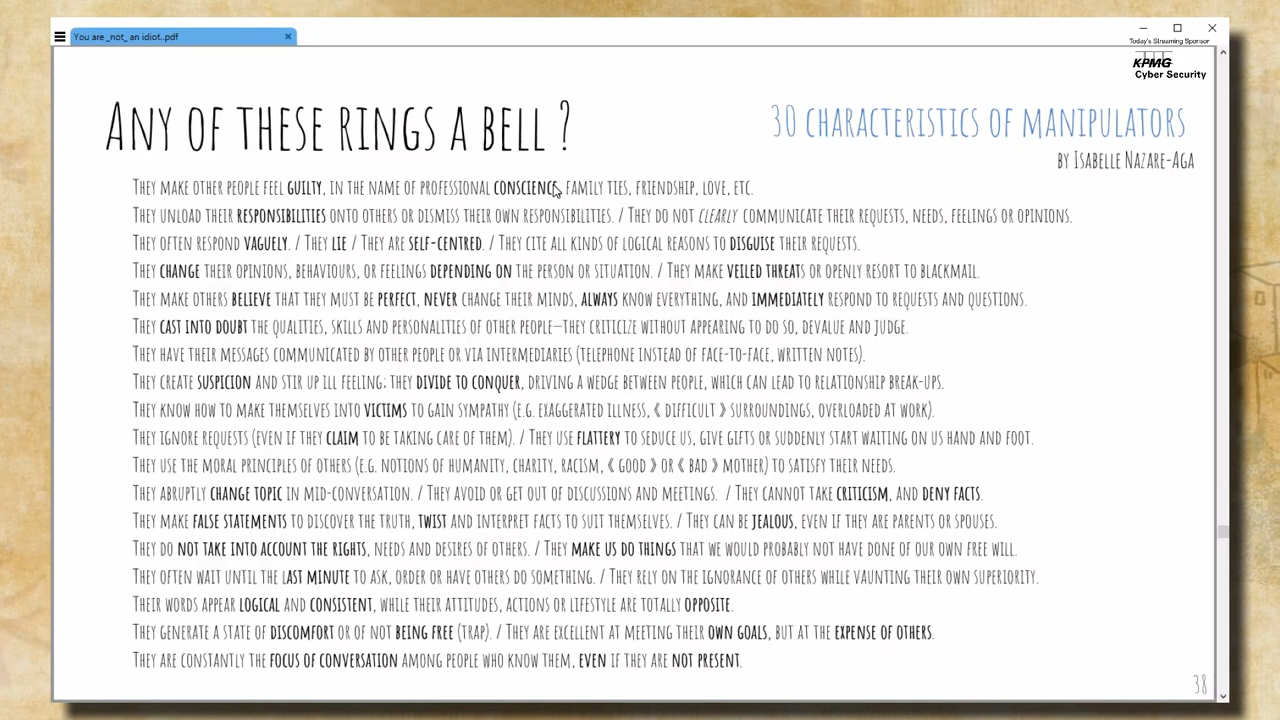 You are _not_ an idiot..pdf
Today's Streaming Sponsor
KPMG
Cyber Security
Any of these rings a bell ?
30 characteristics of manipulators
by Isabelle Nazare-Aga
They make other people feel guilty, in the name of professional conscience, family ties, friendship, love, etc.
They unload their responsibilities onto others or dismiss their own responsibilities. / They do not clearly communicate their requests, needs, feelings or opinions.
They often respond vaguely. / They lie / They are self-centred. / They cite all kinds of logical reasons to disguise their requests.
They change their opinions, behaviours, or feelings depending on the person or situation. / They make veiled threats or openly resort to blackmail.
They make others believe that they must be perfect, never change their minds, always know everything, and immediately respond to requests and questions.
They cast into doubt the qualities, skills and personalities of other people—they criticize without appearing to do so, devalue and judge.
They have their messages communicated by other people or via intermediaries (telephone instead of face-to-face, written notes).
They create suspicion and stir up ill feeling; they divide to conquer, driving a wedge between people, which can lead to relationship break-ups.
They know how to make themselves into victims to gain sympathy (e.g. exaggerated illness, « difficult » surroundings, overloaded at work).
They ignore requests (even if they claim to be taking care of them). / They use flattery to seduce us, give gifts or suddenly start waiting on us hand and foot.
They use the moral principles of others (e.g. notions of humanity, charity, racism, « good » or « bad » mother) to satisfy their needs.
They abruptly change topic in mid-conversation. / They avoid or get out of discussions and meetings. / They cannot take criticism, and deny facts.
They make false statements to discover the truth, twist and interpret facts to suit themselves. / They can be jealous, even if they are parents or spouses.
They do not take into account the rights, needs and desires of others. / They make us do things that we would probably not have done of our own free will.
They often wait until the last minute to ask, order or have others do something. / They rely on the ignorance of others while vaunting their own superiority.
Their words appear logical and consistent, while their attitudes, actions or lifestyle are totally opposite.
They generate a state of discomfort or of not being free (trap). / They are excellent at meeting their own goals, but at the expense of others.
They are constantly the focus of conversation among people who know them, even if they are not present.
38